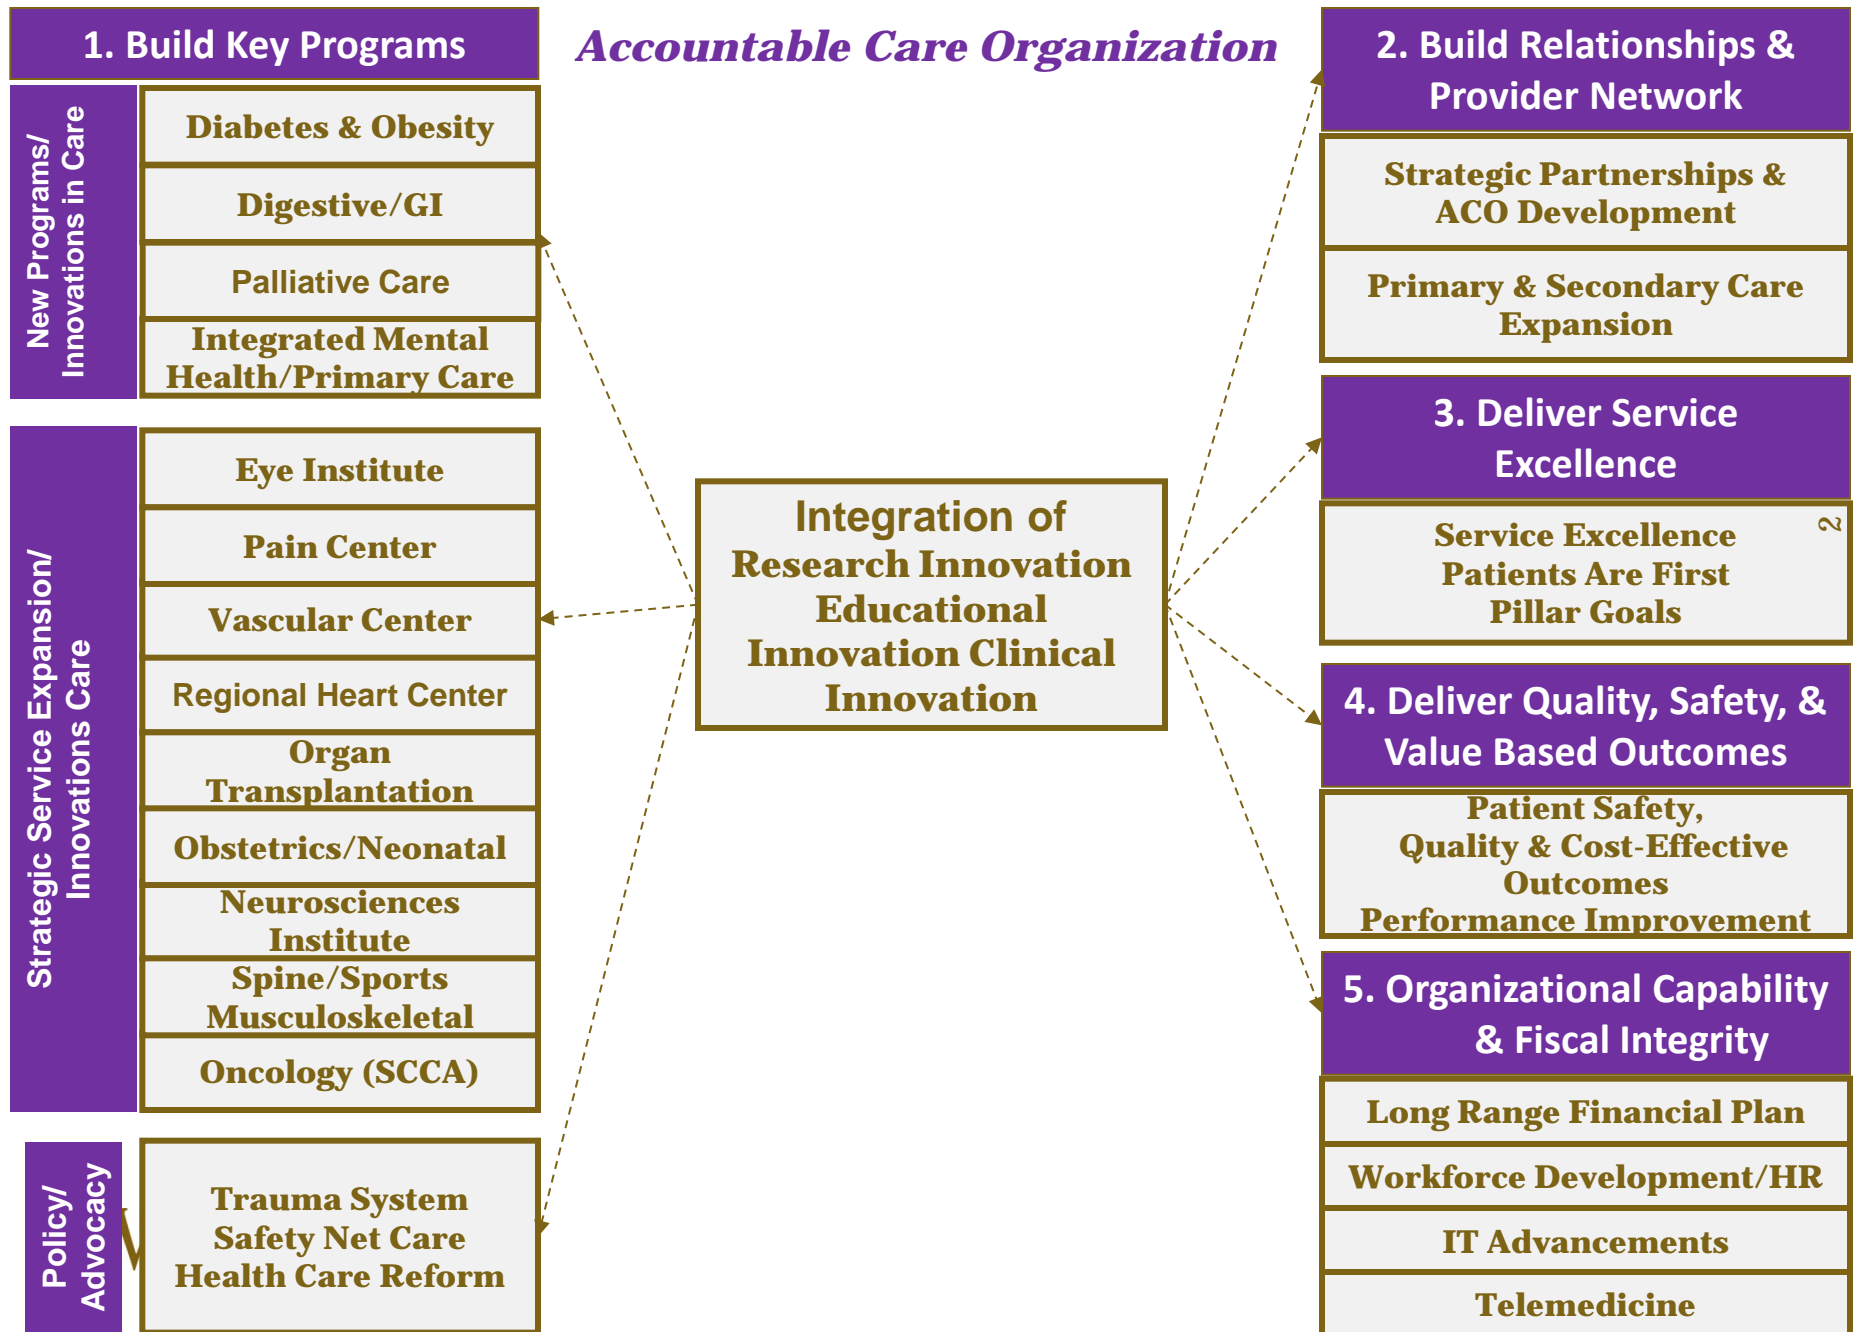 1. Build Key Programs
Accountable Care Organization
New Programs/
Innovations in Care
Diabetes & Obesity
Digestive/GI
Palliative Care
Integrated Mental
Health/Primary Care
Strategic Service Expansion/
Innovations Care
Eye Institute
Pain Center
Vascular Center
Regional Heart Center
Organ
Transplantation
Obstetrics/Neonatal
Neurosciences
Institute
Spine/Sports
Musculoskeletal
Oncology (SCCA)
Policy/
Advocacy
Trauma System
Safety Net Care
Health Care Reform
Integration of
Research Innovation
Educational
Innovation Clinical
Innovation
2. Build Relationships &
Provider Network
Strategic Partnerships &
ACO Development
Primary & Secondary Care
Expansion
3. Deliver Service
Excellence
Service Excellence
Patients Are First
Pillar Goals
2
4. Deliver Quality, Safety, &
Value Based Outcomes
Patient Safety,
Quality & Cost-Effective
Outcomes
Performance Improvement
5. Organizational Capability
& Fiscal Integrity
Long Range Financial Plan
Workforce Development/HR
IT Advancements
Telemedicine